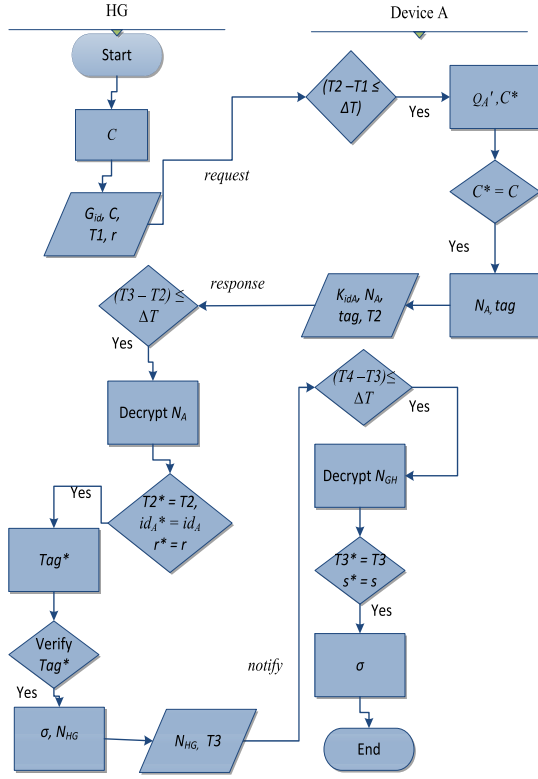 HG
Device A
Start
C
G_id, C,
T1, r
request
(T2 – T1 ≤
ΔT)
Yes
Q_A', C*
C* = C
Yes
N_A, tag
K_idA, N_A,
tag, T2
response
(T3 – T2) ≤
ΔT
Yes
Decrypt N_A
T2* = T2,
id_A* = id_A
r* = r
Yes
Tag*
Verify
Tag*
Yes
σ, N_HG
N_HG, T3
notify
(T4 –T3)≤
ΔT
Yes
Decrypt N_GH
T3* = T3
s* = s
Yes
σ
End